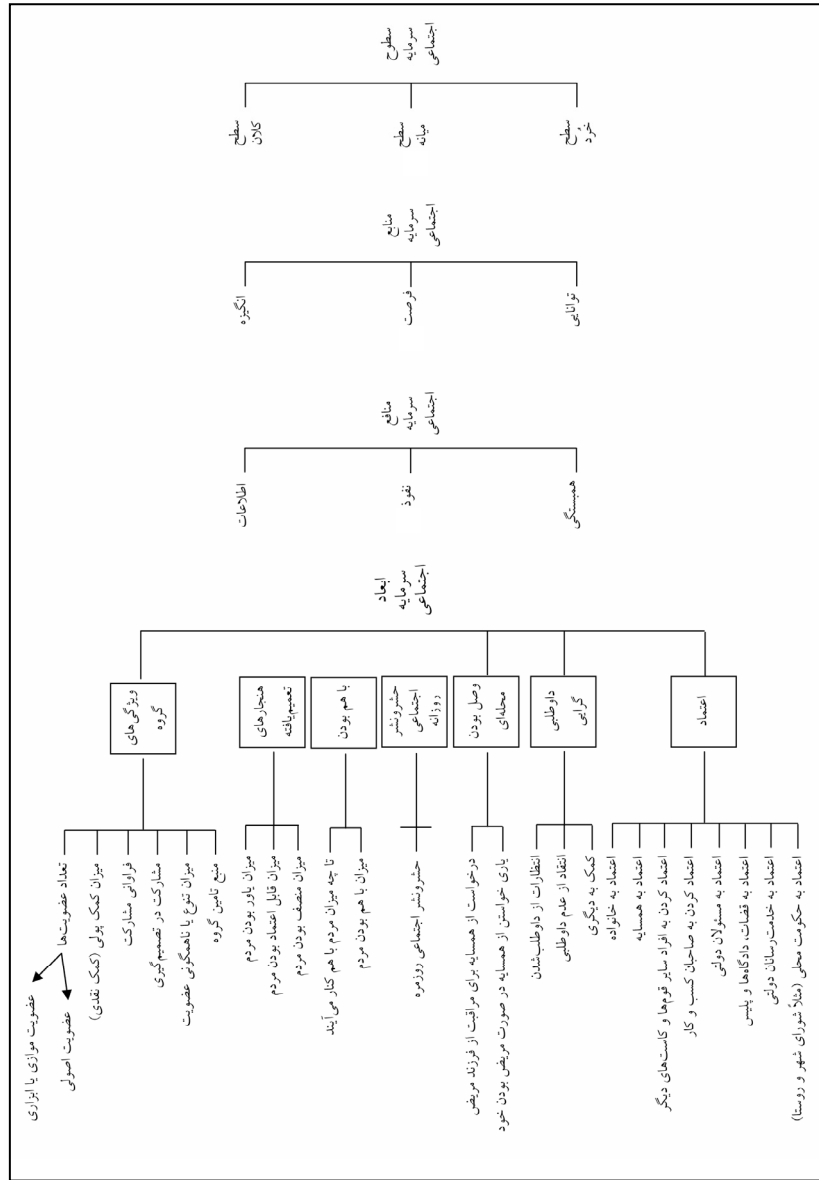 سطوح
سرمایه
اجتماعی
سطح
خُرد
سطح
میانه
سطح
کلان
منابع
سرمایه
اجتماعی
توانایی
فرصت
انگیزه
منافع
سرمایه
اجتماعی
همبستگی
نفوذ
اطلاعات
ابعاد
سرمایه
اجتماعی
اعتماد
اعتماد به حکومت محلی (مثلاً شورای شهر و روستا)
اعتماد به خدمت‌رسانان دولتی
اعتماد به قضات، دادگاه‌ها و پلیس
اعتماد به مسئولان دولتی
اعتماد کردن به صاحبان کسب و کار
اعتماد کردن به افراد سایر قوم‌ها و کاست‌های دیگر
اعتماد به همسایه
اعتماد به خانواده
داوطلبی
گرایی
کمک به دیگری
انتقاد از عدم داوطلبی
انتظارات از داوطلب‌شدن
وصل بودن
محله‌ای
یاری خواستن از همسایه در صورت مریض بودن خود
درخواست از همسایه برای مراقبت از فرزند مریض
حشرونشر
اجتماعی
روزانه
حشرونشر اجتماعی روزمره
با هم بودن
میزان با هم بودن مردم
تا چه میزان مردم با هم کنار می‌آیند
هنجارهای
تعمیم‌یافته
میزان منصف بودن مردم
میزان قابل اعتماد بودن مردم
میزان یاور بودن مردم
ویژگی‌های
گروه
منبع تامین گروه
میزان تنوع یا ناهمگونی عضویت
مشارکت در تصمیم‌گیری
فراوانی مشارکت
میزان کمک پولی (کمک نقدی)
تعداد عضویت‌ها
عضویت اصولی
عضویت موازی یا ابزاری